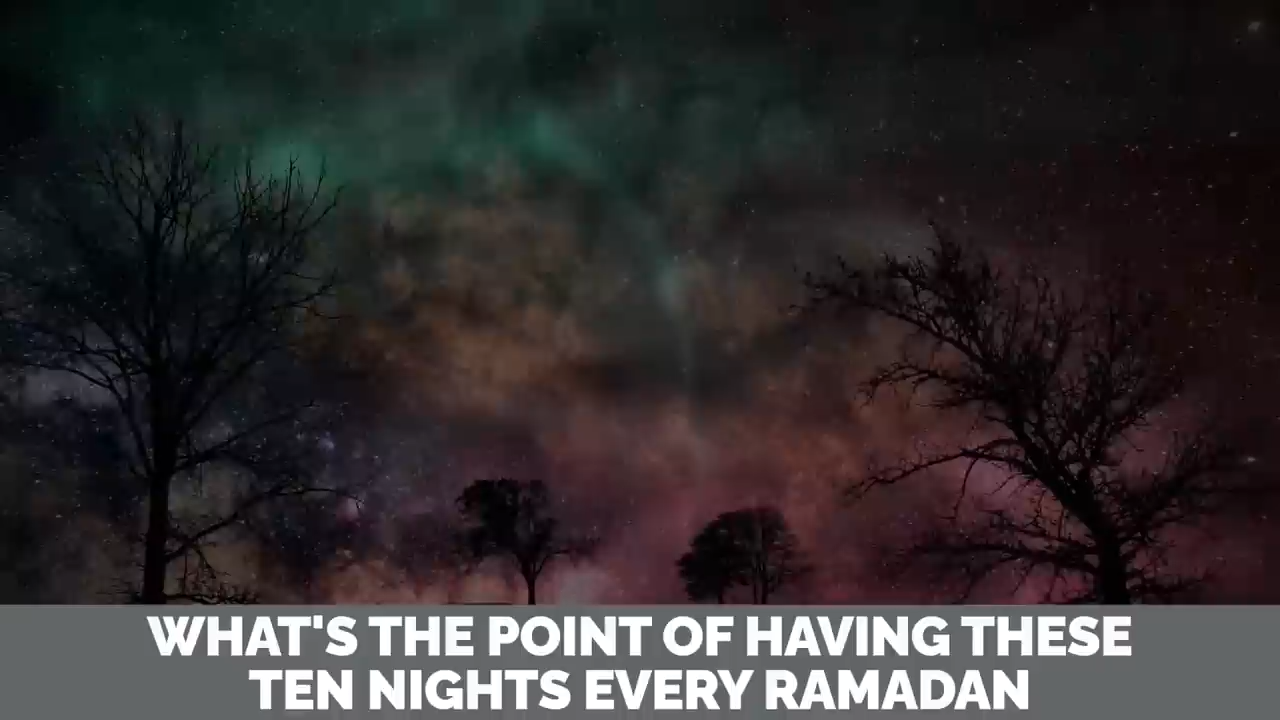 WHAT'S THE POINT OF HAVING THESE
TEN NIGHTS EVERY RAMADAN